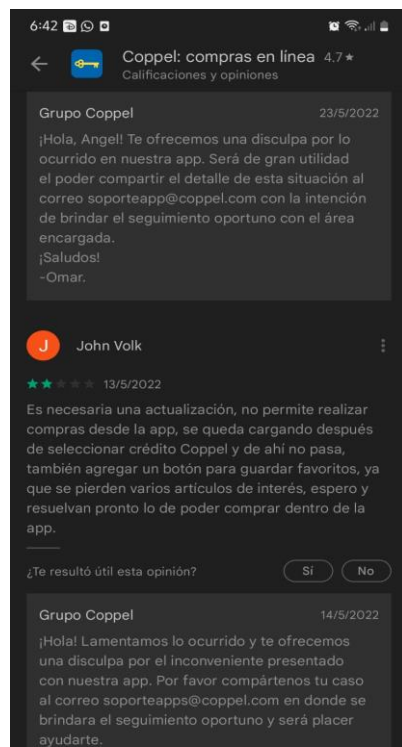 6:42
Coppel: compras en línea 4.7★
Calificaciones y opiniones
Grupo Coppel 23/5/2022
¡Hola, Angel! Te ofrecemos una disculpa por lo
ocurrido en nuestra app. Será de gran utilidad
el poder compartir el detalle de esta situación al
correo soporteapp@coppel.com con la intención
de brindar el seguimiento oportuno con el área
encargada.
¡Saludos!
-Omar.
J John Volk
13/5/2022
Es necesaria una actualización, no permite realizar
compras desde la app, se queda cargando después
de seleccionar crédito Coppel y de ahí no pasa,
también agregar un botón para guardar favoritos, ya
que se pierden varios artículos de interés, espero y
resuelvan pronto lo de poder comprar dentro de la
app.
¿Te resultó útil esta opinión? Sí No
Grupo Coppel 14/5/2022
¡Hola! Lamentamos lo ocurrido y te ofrecemos
una disculpa por el inconveniente presentado
con nuestra app. Por favor compártenos tu caso
al correo soporteapps@coppel.com en donde se
brindara el seguimiento oportuno y será placer
ayudarte.